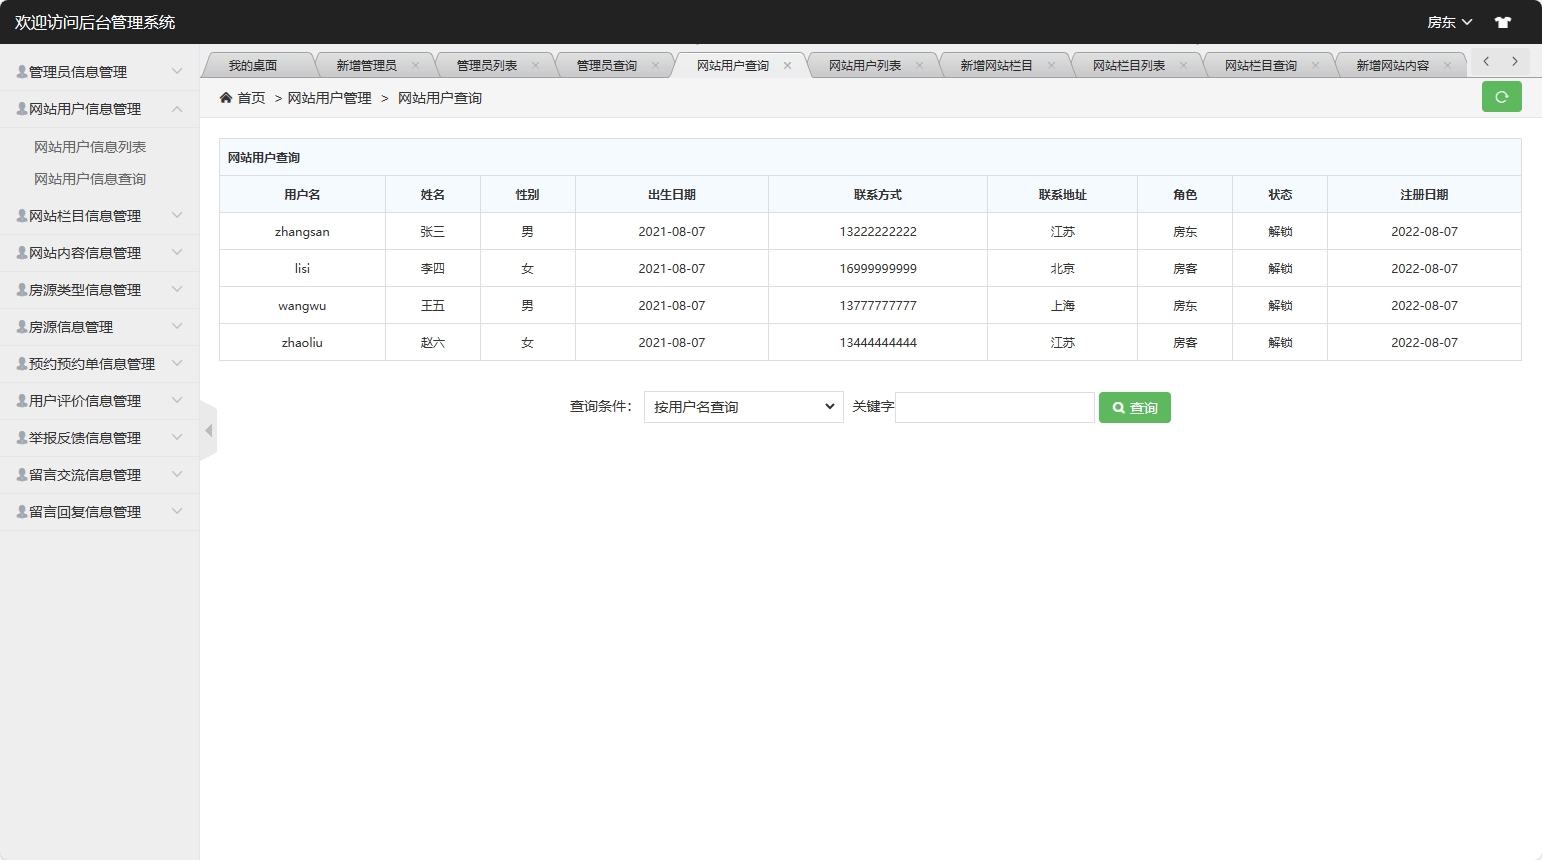 欢迎访问后台管理系统
房东
我的桌面 新增管理员 管理员列表 管理员查询 网站用户查询 网站用户列表 新增网站栏目 网站栏目列表 网站栏目查询 新增网站内容
首页 > 网站用户管理 > 网站用户查询
管理员信息管理
网站用户信息管理
网站用户信息列表
网站用户信息查询
网站栏目信息管理
网站内容信息管理
房源类型信息管理
房源信息管理
预约预约单信息管理
用户评价信息管理
举报反馈信息管理
留言交流信息管理
留言回复信息管理
网站用户查询
用户名 姓名 性别 出生日期 联系方式 联系地址 角色 状态 注册日期
zhangsan 张三 男 2021-08-07 13222222222 江苏 房东 解锁 2022-08-07
lisi 李四 女 2021-08-07 16999999999 北京 房客 解锁 2022-08-07
wangwu 王五 男 2021-08-07 13777777777 上海 房东 解锁 2022-08-07
zhaoliu 赵六 女 2021-08-07 13444444444 江苏 房客 解锁 2022-08-07
查询条件： 按用户名查询 关键字 查询